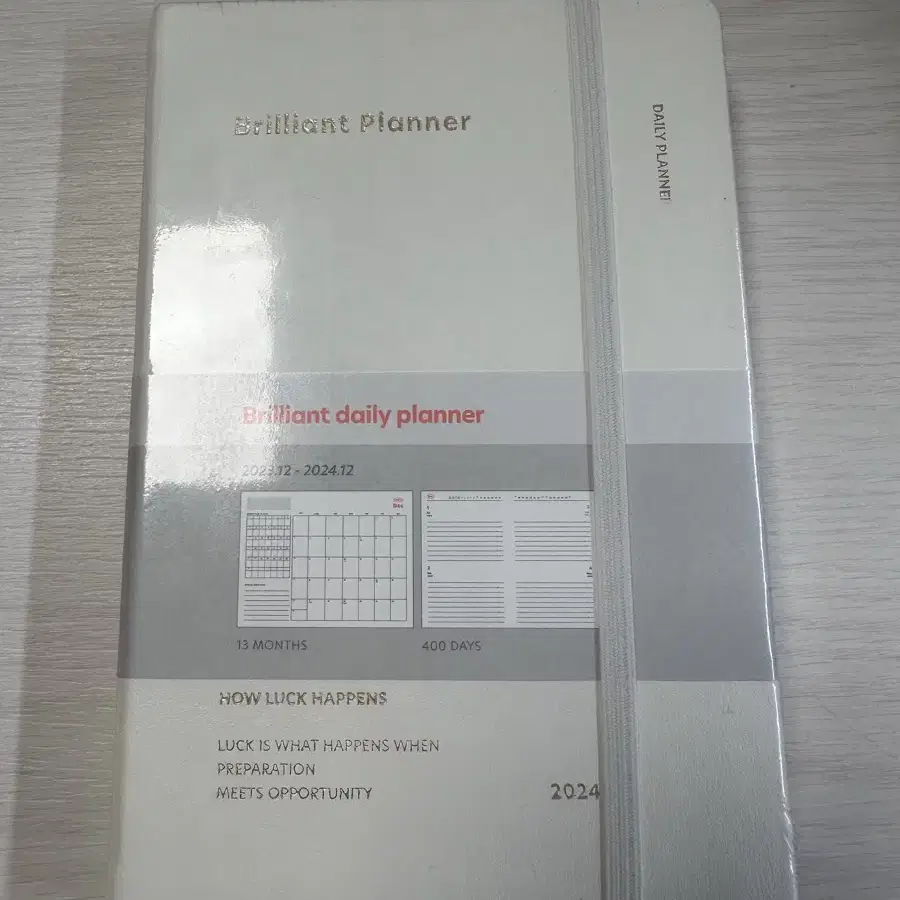 Brilliant Planner
DAILY PLANNER
Brilliant daily planner
2023.12 - 2024.12
13 MONTHS
400 DAYS
HOW LUCK HAPPENS
LUCK IS WHAT HAPPENS WHEN
PREPARATION
MEETS OPPORTUNITY
2024